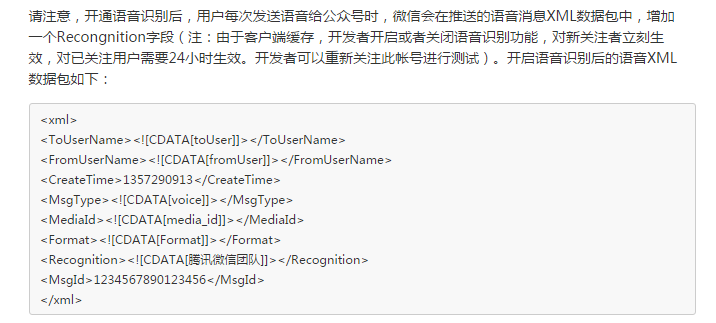 请注意，开通语音识别后，用户每次发送语音给公众号时，微信会在推送的语音消息XML数据包中，增加
一个Recongnition字段（注：由于客户端缓存，开发者开启或者关闭语音识别功能，对新关注者立刻生
效，对已关注用户需要24小时生效。开发者可以重新关注此帐号进行测试）。开启语音识别后的语音XML
数据包如下：
<xml>
<ToUserName><![CDATA[toUser]]></ToUserName>
<FromUserName><![CDATA[fromUser]]></FromUserName>
<CreateTime>1357290913</CreateTime>
<MsgType><![CDATA[voice]]></MsgType>
<MediaId><![CDATA[media_id]]></MediaId>
<Format><![CDATA[Format]]></Format>
<Recognition><![CDATA[腾讯微信团队]]></Recognition>
<MsgId>1234567890123456</MsgId>
</xml>